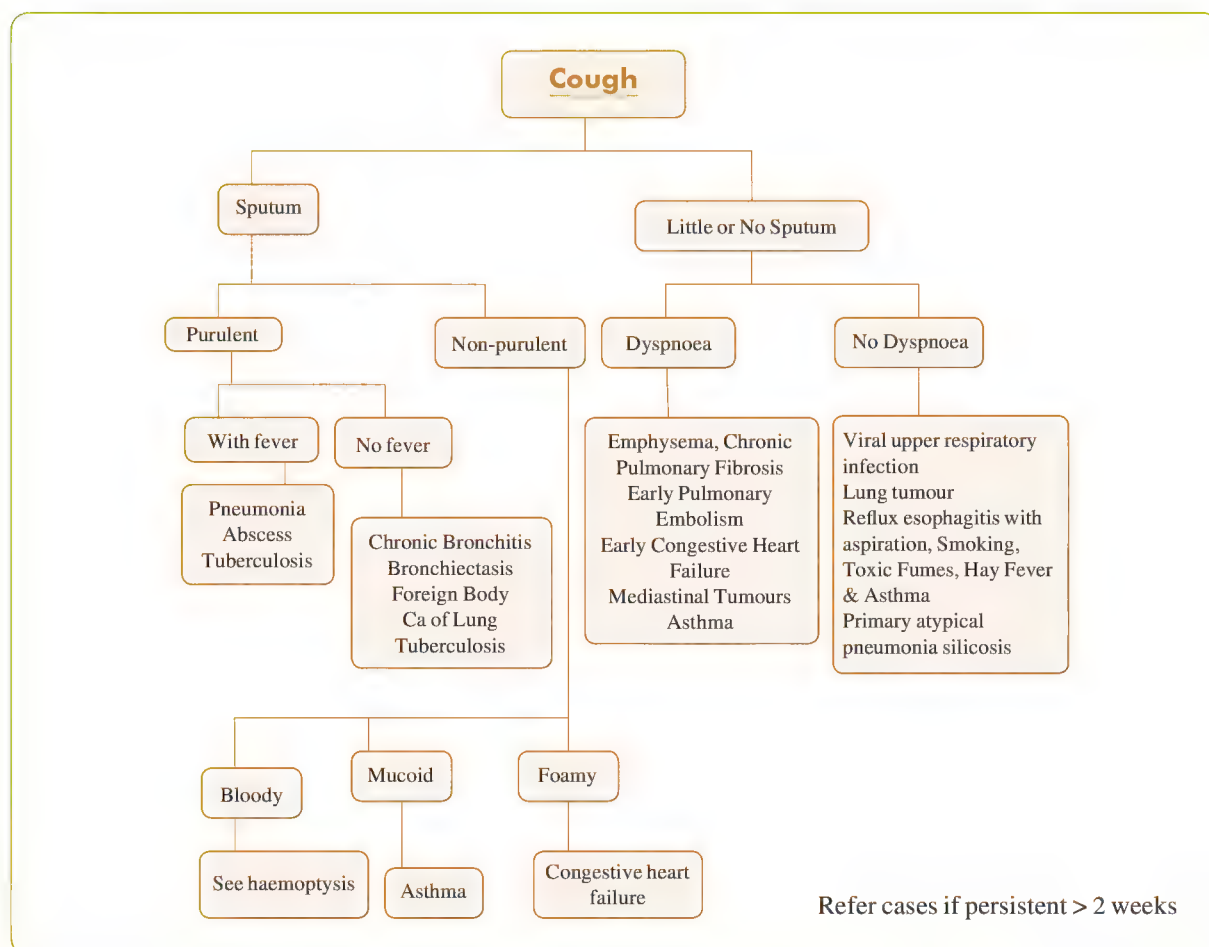 Cough
Sputum
Little or No Sputum
Purulent
Non-purulent
Dyspnoea
No Dyspnoea
With fever
No fever
Pneumonia
Abscess
Tuberculosis
Chronic Bronchitis
Bronchiectasis
Foreign Body
Ca of Lung
Tuberculosis
Emphysema, Chronic
Pulmonary Fibrosis
Early Pulmonary
Embolism
Early Congestive Heart
Failure
Mediastinal Tumours
Asthma
Viral upper respiratory
infection
Lung tumour
Reflux esophagitis with
aspiration, Smoking,
Toxic Fumes, Hay Fever
& Asthma
Primary atypical
pneumonia silicosis
Bloody
Mucoid
Foamy
See haemoptysis
Asthma
Congestive heart
failure
Refer cases if persistent > 2 weeks